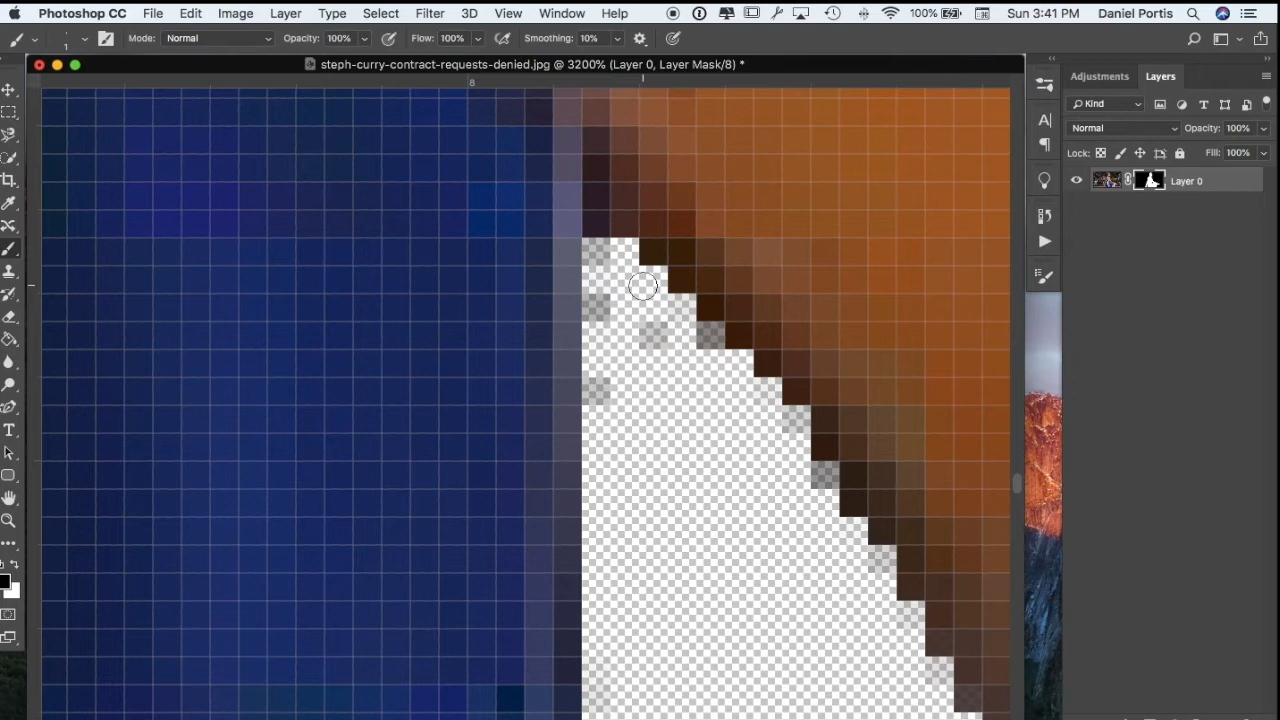 Photoshop CC File Edit Image Layer Type Select Filter 3D View Window Help 100% Sun 3:41 PM Daniel Portis
1 Mode: Normal Opacity: 100% Flow: 100% Smoothing: 10%
steph-curry-contract-requests-denied.jpg @ 3200% (Layer 0, Layer Mask/8) *
8
Adjustments Layers
Kind
Normal Opacity: 100%
Lock: Fill: 100%
Layer 0